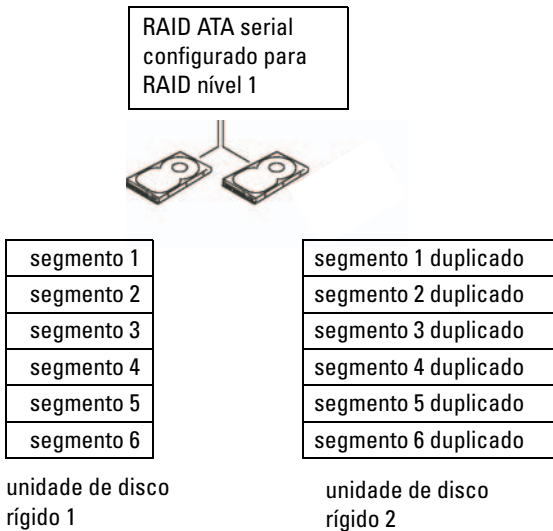 RAID ATA serial
configurado para
RAID nível 1
segmento 1
segmento 2
segmento 3
segmento 4
segmento 5
segmento 6
segmento 1 duplicado
segmento 2 duplicado
segmento 3 duplicado
segmento 4 duplicado
segmento 5 duplicado
segmento 6 duplicado
unidade de disco
rígido 1
unidade de disco
rígido 2